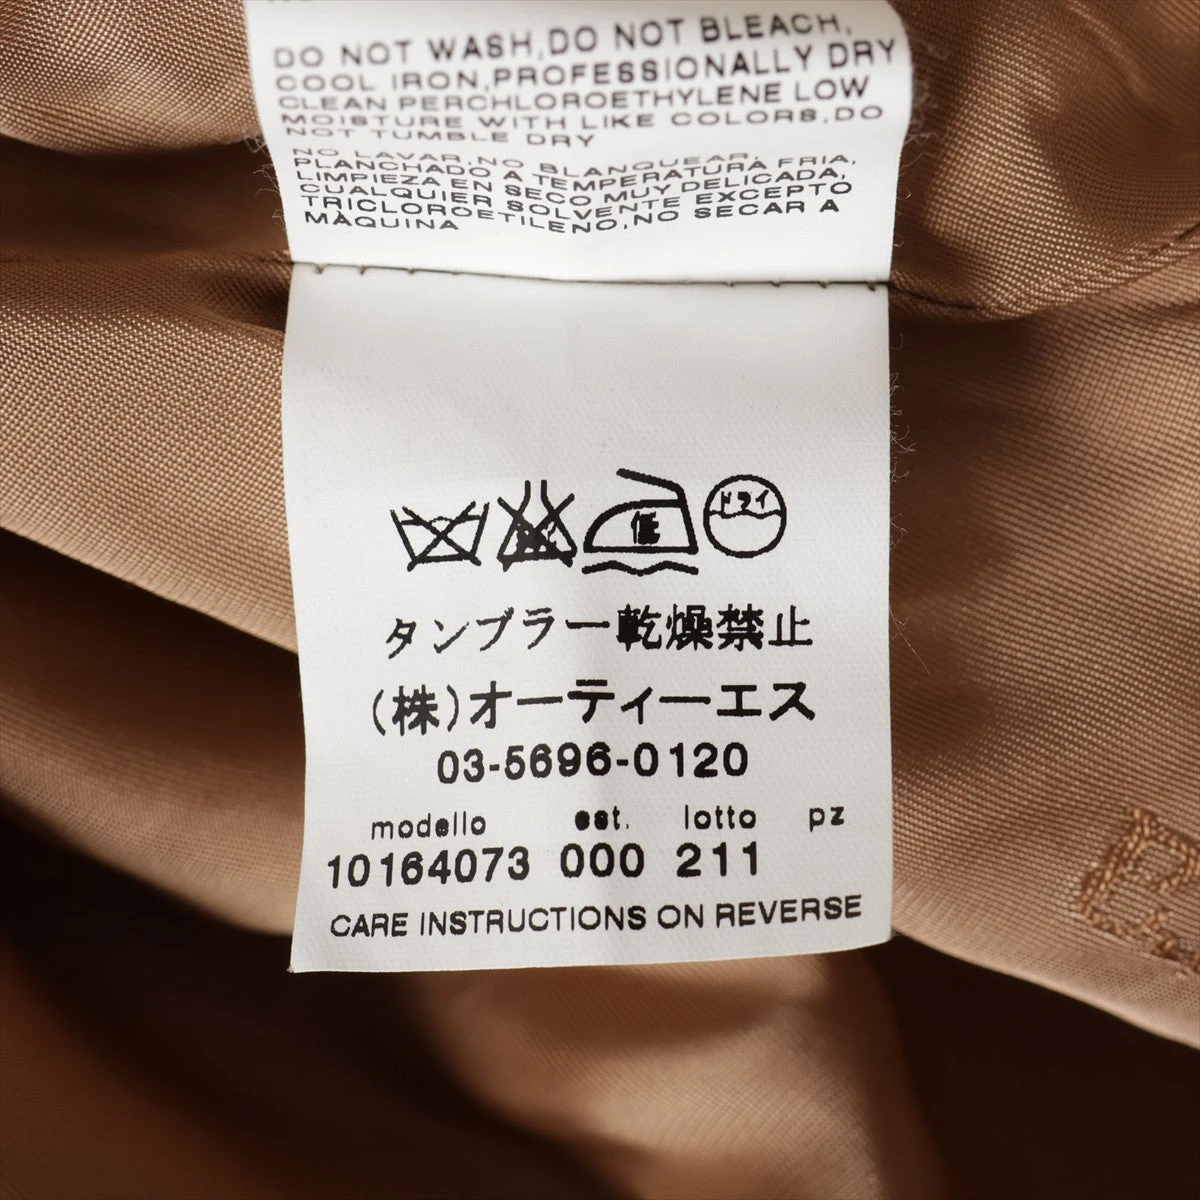 DO NOT WASH,DO NOT BLEACH,
COOL IRON,PROFESSIONALLY DRY
CLEAN PERCHLOROETHYLENE LOW
MOISTURE WITH LIKE COLORS,DO
NOT TUMBLE DRY
NO LAVAR,NO BLANQUEAR,
PLANCHADO A TEMPERATURA FRIA,
LIMPIEZA EN SECO MUY DELICADA,
CUALQUIER SOLVENTE EXCEPTO
TRICLOROETILENO,NO SECAR A
MÀQUINA
低 ドライ
タンブラー乾燥禁止
(株)オーティーエス
03-5696-0120
modello est. lotto pz
10164073 000 211
CARE INSTRUCTIONS ON REVERSE